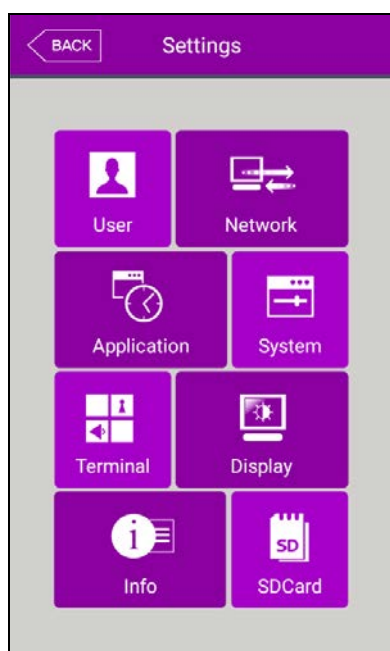 BACK Settings
User Network
Application System
Terminal Display
Info
SD
SDCard